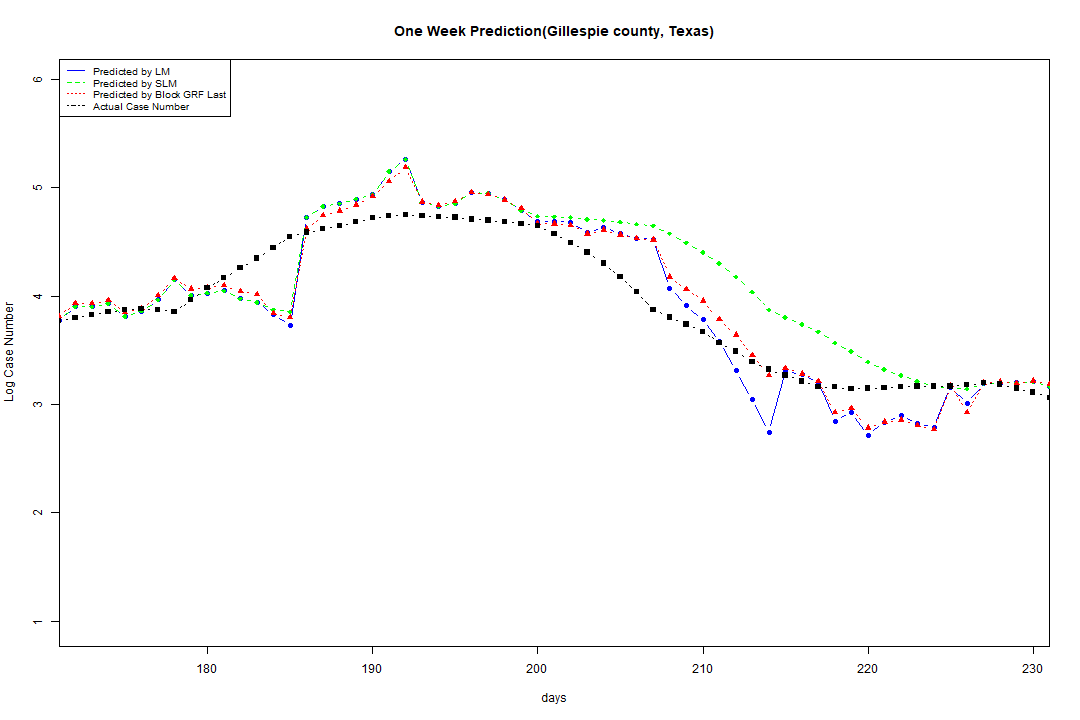 One Week Prediction(Gillespie county, Texas)
Predicted by LM
Predicted by SLM
Predicted by Block GRF Last
Actual Case Number
6
5
4
3
2
1
Log Case Number
180 190 200 210 220 230
days